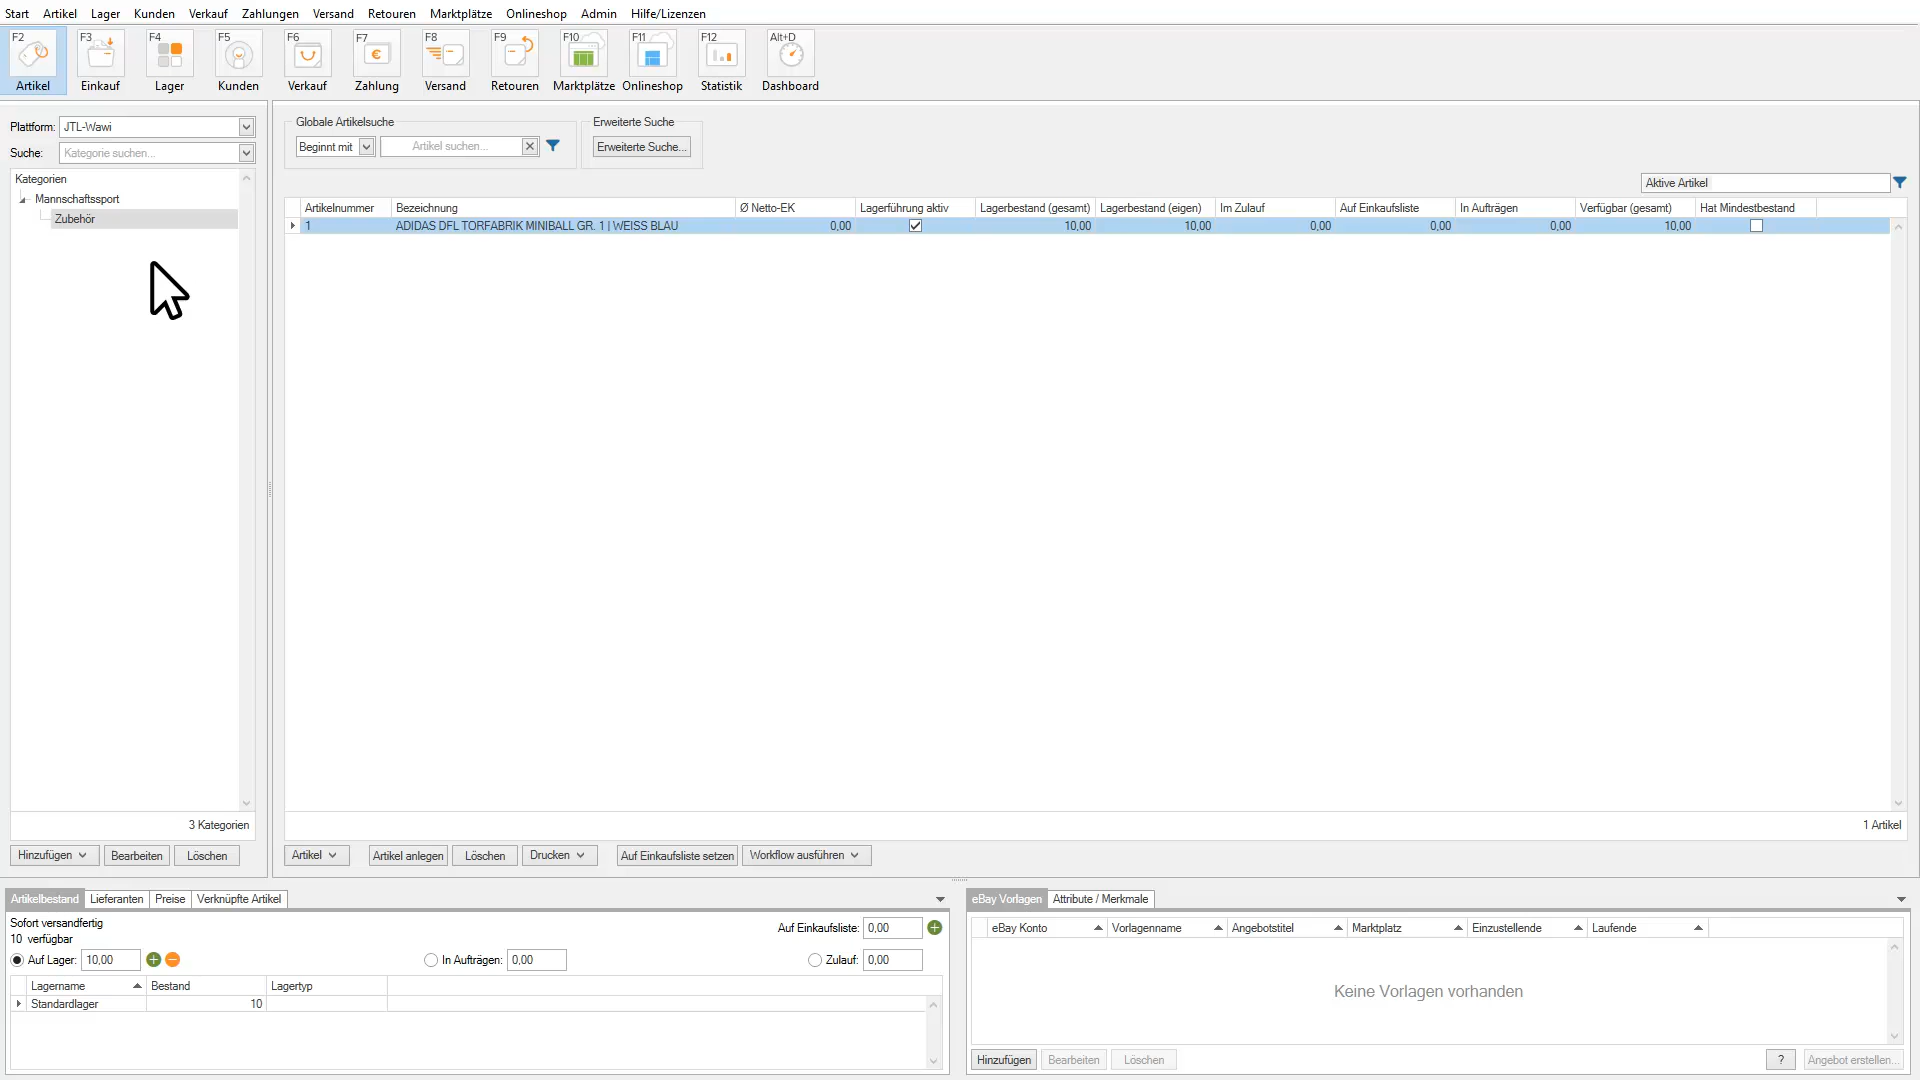 Start Artikel Lager Kunden Verkauf Zahlungen Versand Retouren Marktplätze Onlineshop Admin Hilfe/Lizenzen
F2 F3 F4 F5 F6 F7 F8 F9 F10 F11 F12 Alt+D
Artikel Einkauf Lager Kunden Verkauf Zahlung Versand Retouren Marktplätze Onlineshop Statistik Dashboard
Plattform: JTL-Wawi
Suche: Kategorie suchen...
Kategorien
Mannschaftssport
Zubehör
3 Kategorien
Hinzufügen Bearbeiten Löschen
Globale Artikelsuche Erweiterte Suche
Beginnt mit Artikel suchen... Erweiterte Suche...
Aktive Artikel
Artikelnummer Bezeichnung Ø Netto-EK Lagerführung aktiv Lagerbestand (gesamt) Lagerbestand (eigen) Im Zulauf Auf Einkaufsliste In Aufträgen Verfügbar (gesamt) Hat Mindestbestand
1 ADIDAS DFL TORFABRIK MINIBALL GR. 1 | WEISS BLAU 0,00 10,00 10,00 0,00 0,00 0,00 10,00
1 Artikel
Artikel Artikel anlegen Löschen Drucken Auf Einkaufsliste setzen Workflow ausführen
Artikelbestand Lieferanten Preise Verknüpfte Artikel
Sofort versandfertig
10 verfügbar
Auf Einkaufsliste: 0,00
Auf Lager: 10,00 In Aufträgen: 0,00 Zulauf: 0,00
Lagername Bestand Lagertyp
Standardlager 10
eBay Vorlagen Attribute / Merkmale
eBay Konto Vorlagenname Angebotstitel Marktplatz Einzustellende Laufende
Keine Vorlagen vorhanden
Hinzufügen Bearbeiten Löschen ? Angebot erstellen...